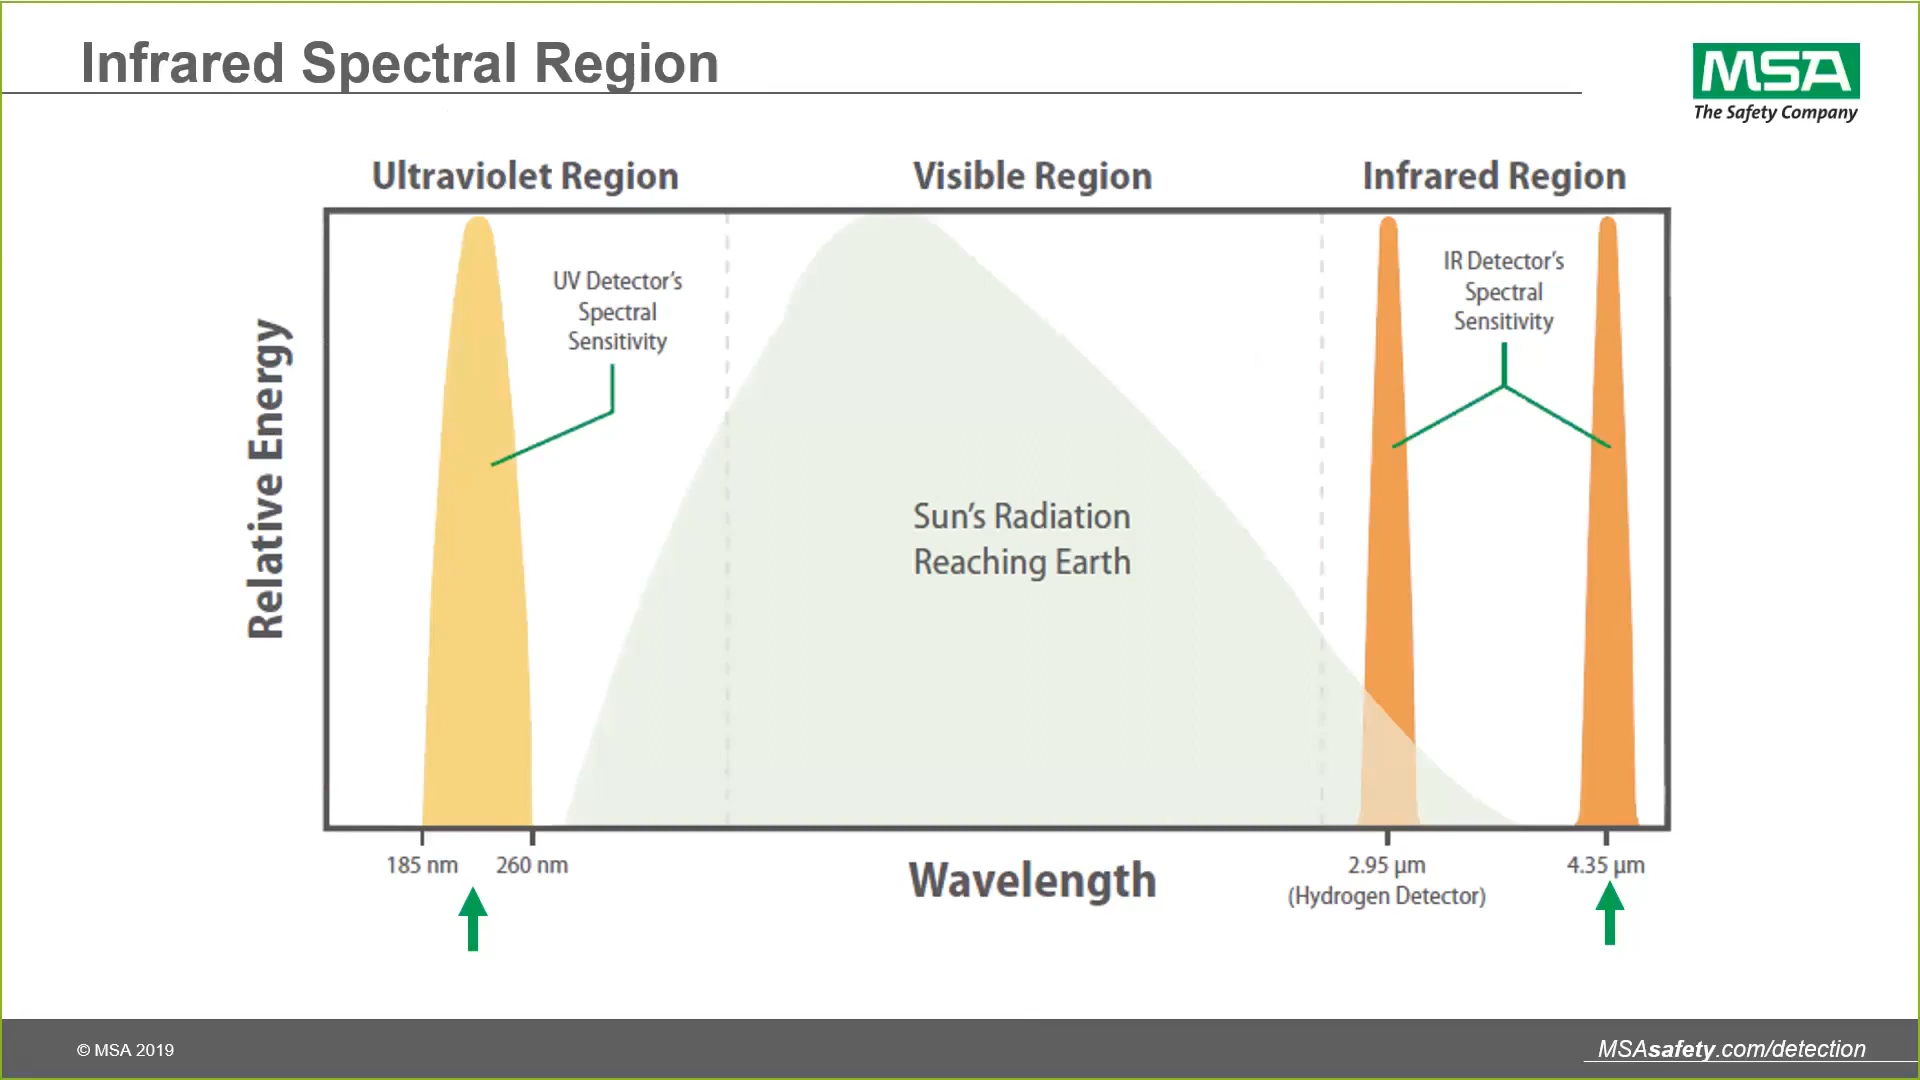 Infrared Spectral Region
MSA
The Safety Company
Ultraviolet Region
Visible Region
Infrared Region
UV Detector's
Spectral
Sensitivity
IR Detector's
Spectral
Sensitivity
Relative Energy
Sun's Radiation
Reaching Earth
185 nm
260 nm
Wavelength
2.95 µm
(Hydrogen Detector)
4.35 µm
© MSA 2019
MSAsafety.com/detection